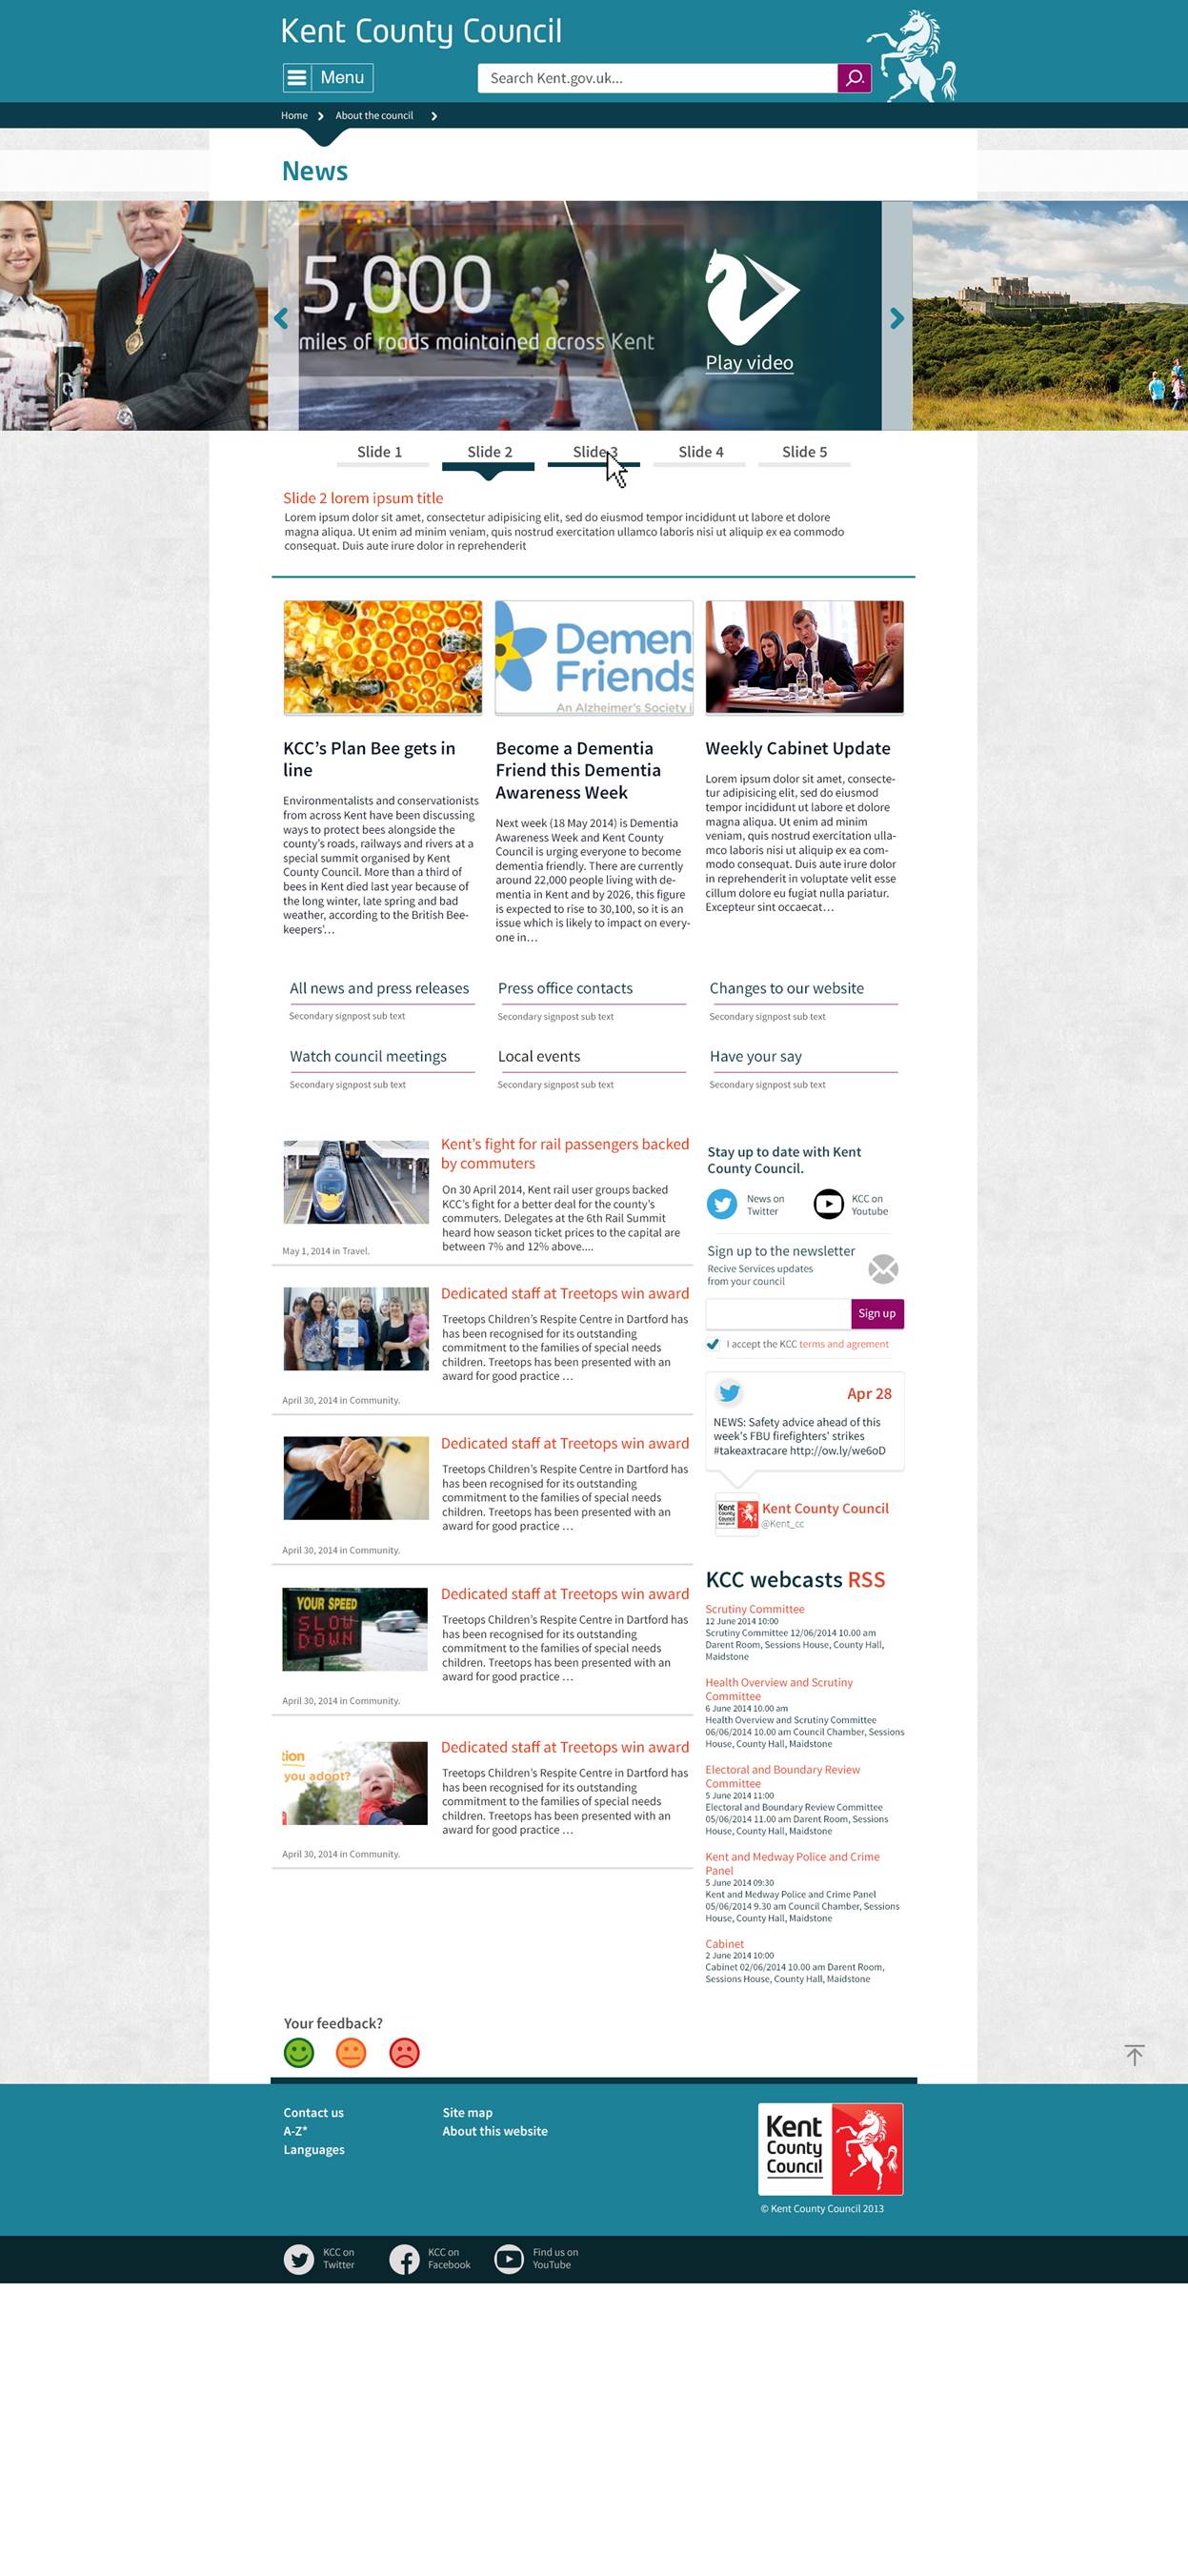 Kent County Council
Menu
Search Kent.gov.uk...
Home
About the council
News
5,000
miles of roads maintained across Kent
Play video
Slide 1
Slide 2
Slide 3
Slide 4
Slide 5
Slide 2 lorem ipsum title
Lorem ipsum dolor sit amet, consectetur adipisicing elit, sed do eiusmod tempor incididunt ut labore et dolore
magna aliqua. Ut enim ad minim veniam, quis nostrud exercitation ullamco laboris nisi ut aliquip ex ea commodo
consequat. Duis aute irure dolor in reprehenderit
Demen
Friends
An Alzheimer's Society i
KCC's Plan Bee gets in
line
Environmentalists and conservationists
from across Kent have been discussing
ways to protect bees alongside the
county's roads, railways and rivers at a
special summit organised by Kent
County Council. More than a third of
bees in Kent died last year because of
the long winter, late spring and bad
weather, according to the British Bee-
keepers'...
Become a Dementia
Friend this Dementia
Awareness Week
Next week (18 May 2014) is Dementia
Awareness Week and Kent County
Council is urging everyone to become
dementia friendly. There are currently
around 22,000 people living with de-
mentia in Kent and by 2026, this figure
is expected to rise to 30,100, so it is an
issue which is likely to impact on every-
one in...
Weekly Cabinet Update
Lorem ipsum dolor sit amet, consecte-
tur adipisicing elit, sed do eiusmod
tempor incididunt ut labore et dolore
magna aliqua. Ut enim ad minim
veniam, quis nostrud exercitation ulla-
mco laboris nisi ut aliquip ex ea com-
modo consequat. Duis aute irure dolor
in reprehenderit in voluptate velit esse
cillum dolore eu fugiat nulla pariatur.
Excepteur sint occaecat...
All news and press releases
Secondary signpost sub text
Press office contacts
Secondary signpost sub text
Changes to our website
Secondary signpost sub text
Watch council meetings
Secondary signpost sub text
Local events
Secondary signpost sub text
Have your say
Secondary signpost sub text
Kent's fight for rail passengers backed
by commuters
On 30 April 2014, Kent rail user groups backed
KCC's fight for a better deal for the county's
commuters. Delegates at the 6th Rail Summit
heard how season ticket prices to the capital are
between 7% and 12% above....
May 1, 2014 in Travel.
Dedicated staff at Treetops win award
Treetops Children's Respite Centre in Dartford has
has been recognised for its outstanding
commitment to the families of special needs
children. Treetops has been presented with an
award for good practice ...
April 30, 2014 in Community.
Dedicated staff at Treetops win award
Treetops Children's Respite Centre in Dartford has
has been recognised for its outstanding
commitment to the families of special needs
children. Treetops has been presented with an
award for good practice ...
April 30, 2014 in Community.
YOUR SPEED
SLOW
DOWN
Dedicated staff at Treetops win award
Treetops Children's Respite Centre in Dartford has
has been recognised for its outstanding
commitment to the families of special needs
children. Treetops has been presented with an
award for good practice ...
April 30, 2014 in Community.
tion
you adopt?
Dedicated staff at Treetops win award
Treetops Children's Respite Centre in Dartford has
has been recognised for its outstanding
commitment to the families of special needs
children. Treetops has been presented with an
award for good practice ...
April 30, 2014 in Community.
Stay up to date with Kent
County Council.
News on
Twitter
KCC on
Youtube
Sign up to the newsletter
Recive Services updates
from your council
Sign up
I accept the KCC terms and agrement
Apr 28
NEWS: Safety advice ahead of this
week's FBU firefighters' strikes
#takeaxtracare http://ow.ly/we6oD
Kent
County
Council
Kent County Council
@Kent_cc
KCC webcasts RSS
Scrutiny Committee
12 June 2014 10:00
Scrutiny Committee 12/06/2014 10.00 am
Darent Room, Sessions House, County Hall,
Maidstone
Health Overview and Scrutiny
Committee
6 June 2014 10.00 am
Health Overview and Scrutiny Committee
06/06/2014 10.00 am Council Chamber, Sessions
House, County Hall, Maidstone
Electoral and Boundary Review
Committee
5 June 2014 11:00
Electoral and Boundary Review Committee
05/06/2014 11.00 am Darent Room, Sessions
House, County Hall, Maidstone
Kent and Medway Police and Crime
Panel
5 June 2014 09:30
Kent and Medway Police and Crime Panel
05/06/2014 9.30 am Council Chamber, Sessions
House, County Hall, Maidstone
Cabinet
2 June 2014 10:00
Cabinet 02/06/2014 10.00 am Darent Room,
Sessions House, County Hall, Maidstone
Your feedback?
Contact us
A-Z*
Languages
Site map
About this website
Kent
County
Council
© Kent County Council 2013
KCC on
Twitter
KCC on
Facebook
Find us on
YouTube